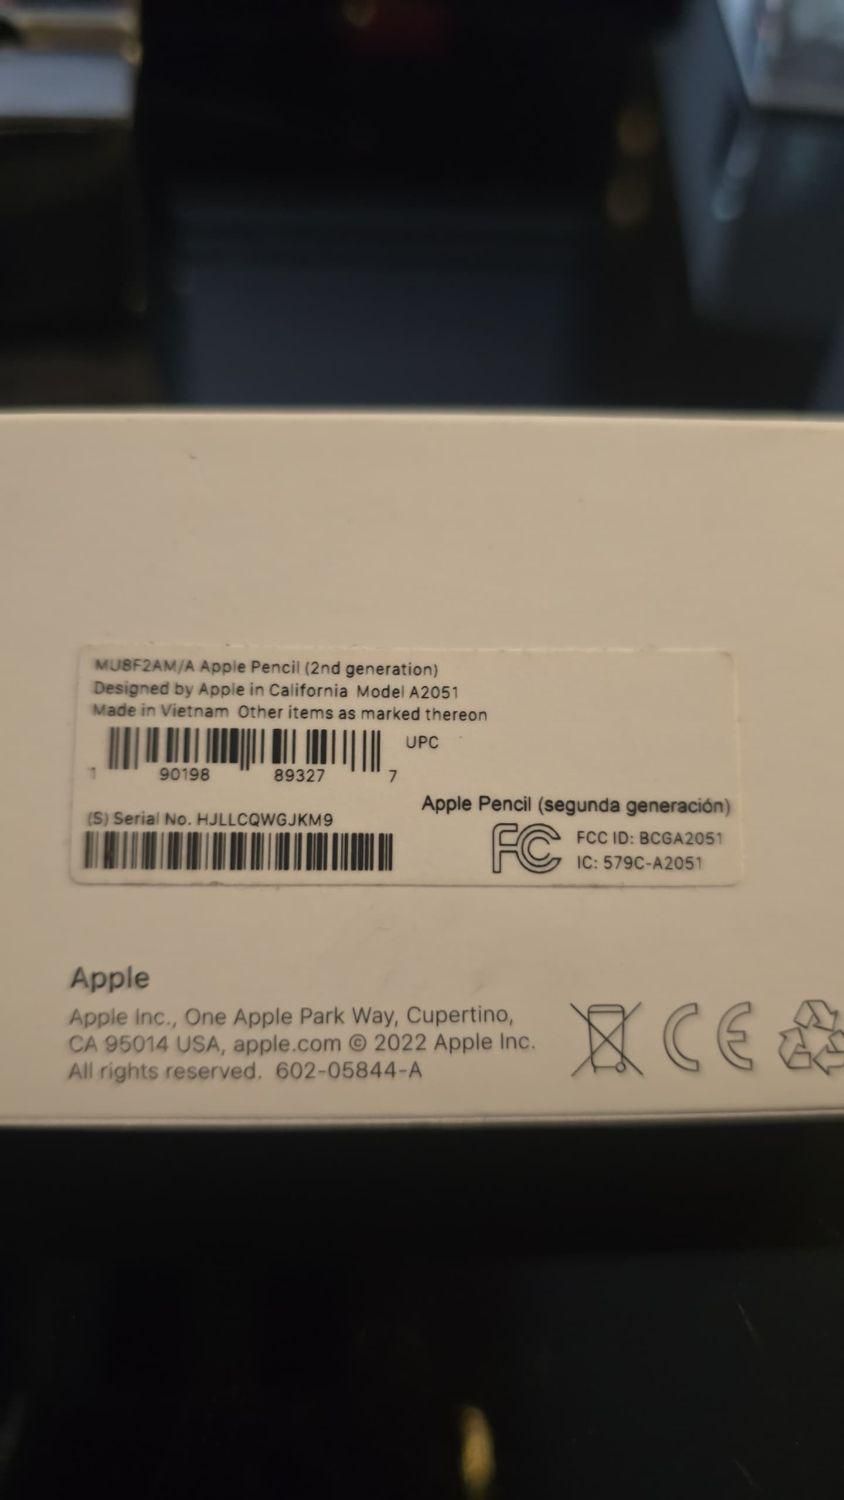 MU8F2AM/A Apple Pencil (2nd generation)
Designed by Apple in California Model A2051
Made in Vietnam Other items as marked thereon
UPC
1 90198 89327 7
Apple Pencil (segunda generación)
(S) Serial No. HJLLCQWGJKM9
FCC ID: BCGA2051
IC: 579C-A2051
Apple
Apple Inc., One Apple Park Way, Cupertino,
CA 95014 USA, apple.com © 2022 Apple Inc.
All rights reserved. 602-05844-A